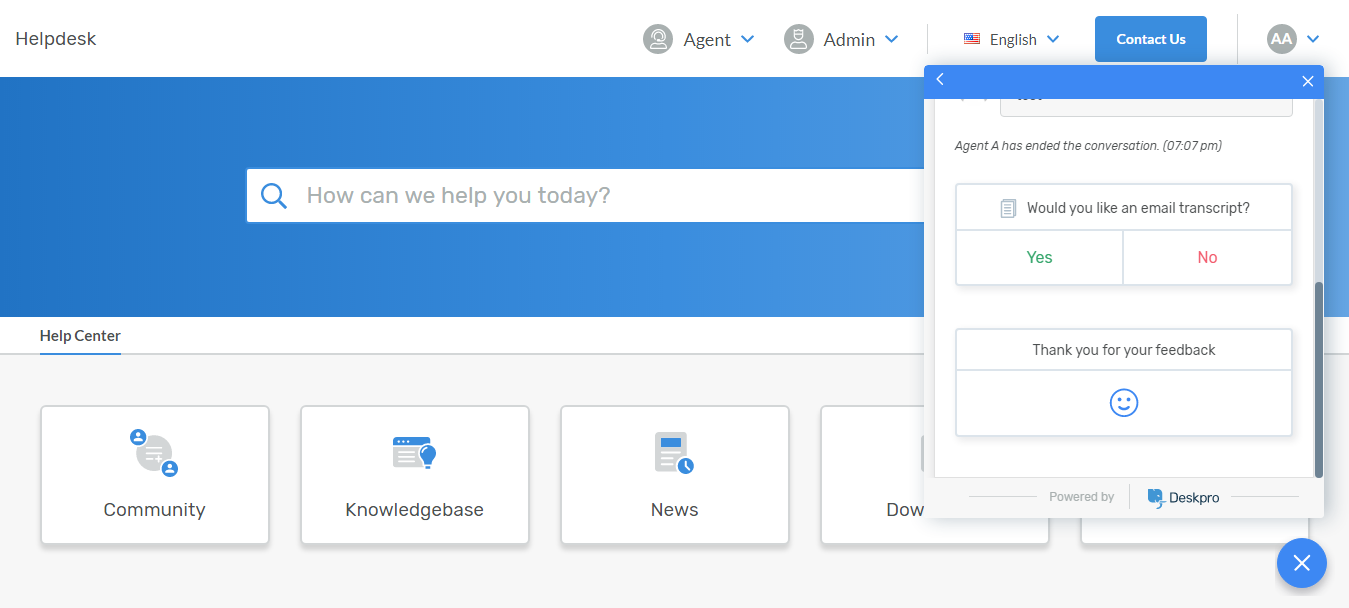 Helpdesk
Agent
Admin
English
Contact Us
AA
How can we help you today?
Agent A has ended the conversation. (07:07 pm)
Would you like an email transcript?
Yes
No
Thank you for your feedback
Powered by
Deskpro
Help Center
Community
Knowledgebase
News
Dow